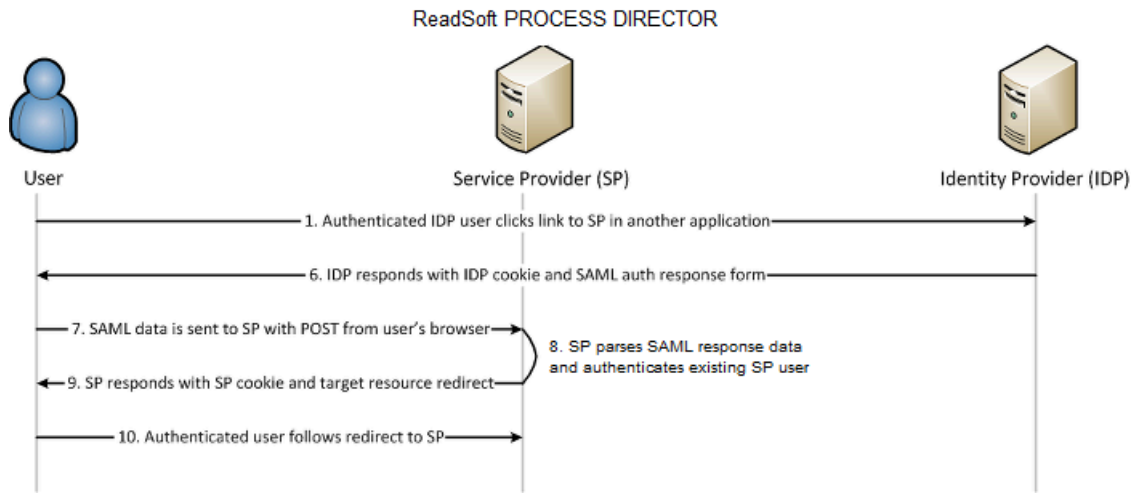 ReadSoft PROCESS DIRECTOR
User
Service Provider (SP)
Identity Provider (IDP)
1. Authenticated IDP user clicks link to SP in another application
6. IDP responds with IDP cookie and SAML auth response form
7. SAML data is sent to SP with POST from user's browser
8. SP parses SAML response data
and authenticates existing SP user
9. SP responds with SP cookie and target resource redirect
10. Authenticated user follows redirect to SP